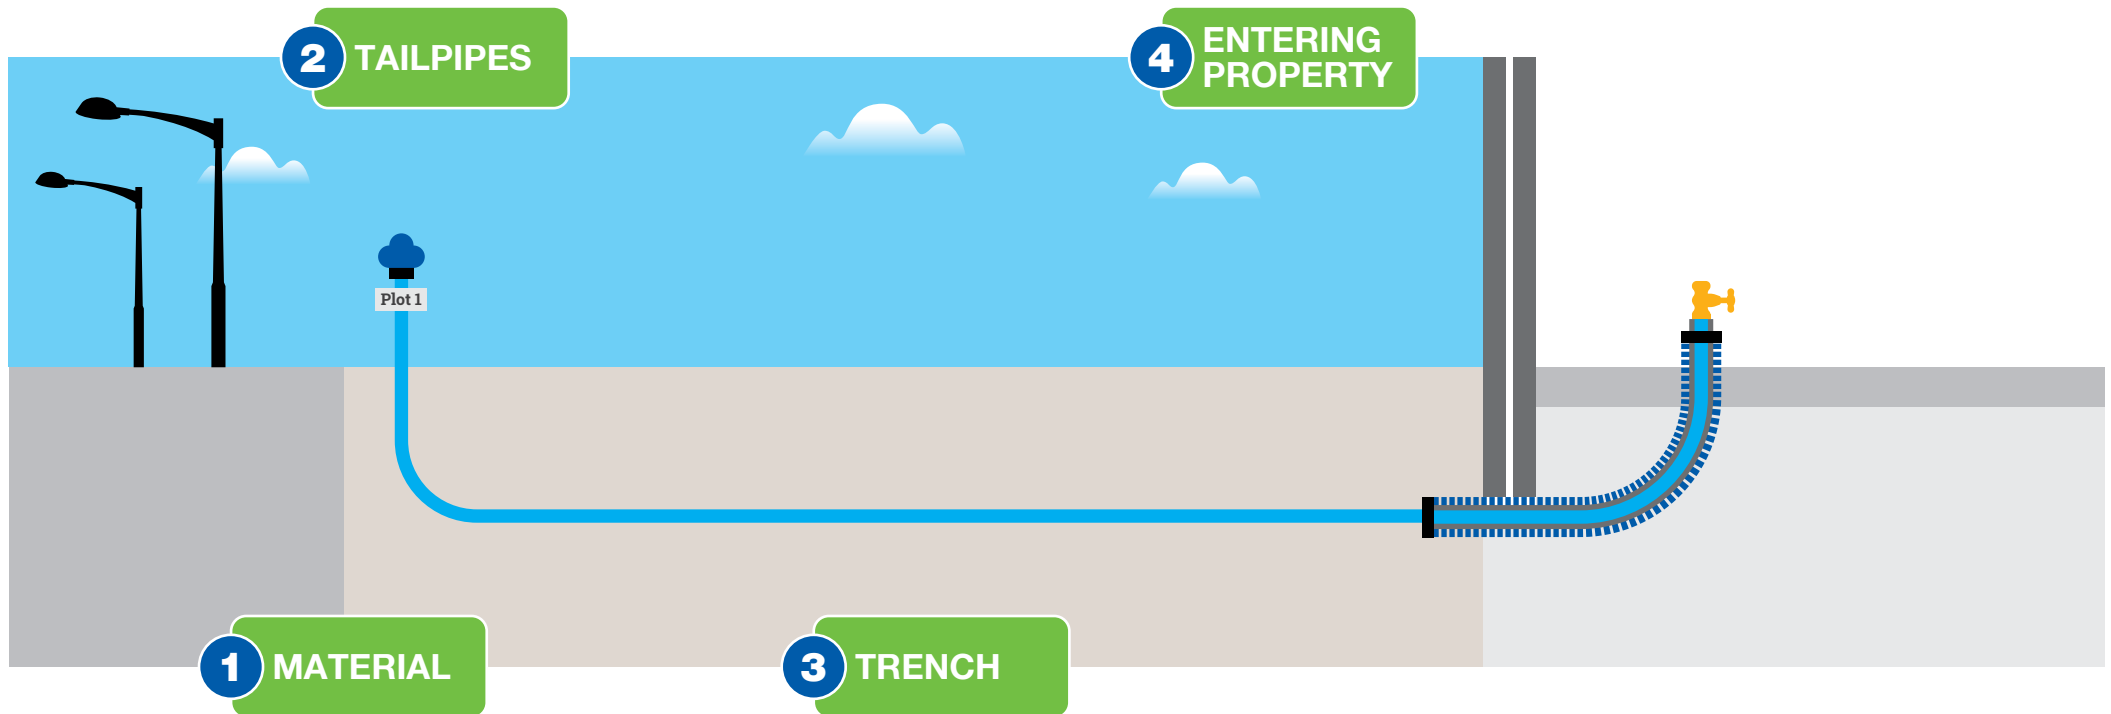 2 TAILPIPES
4 ENTERING
PROPERTY
Plot 1
1 MATERIAL
3 TRENCH